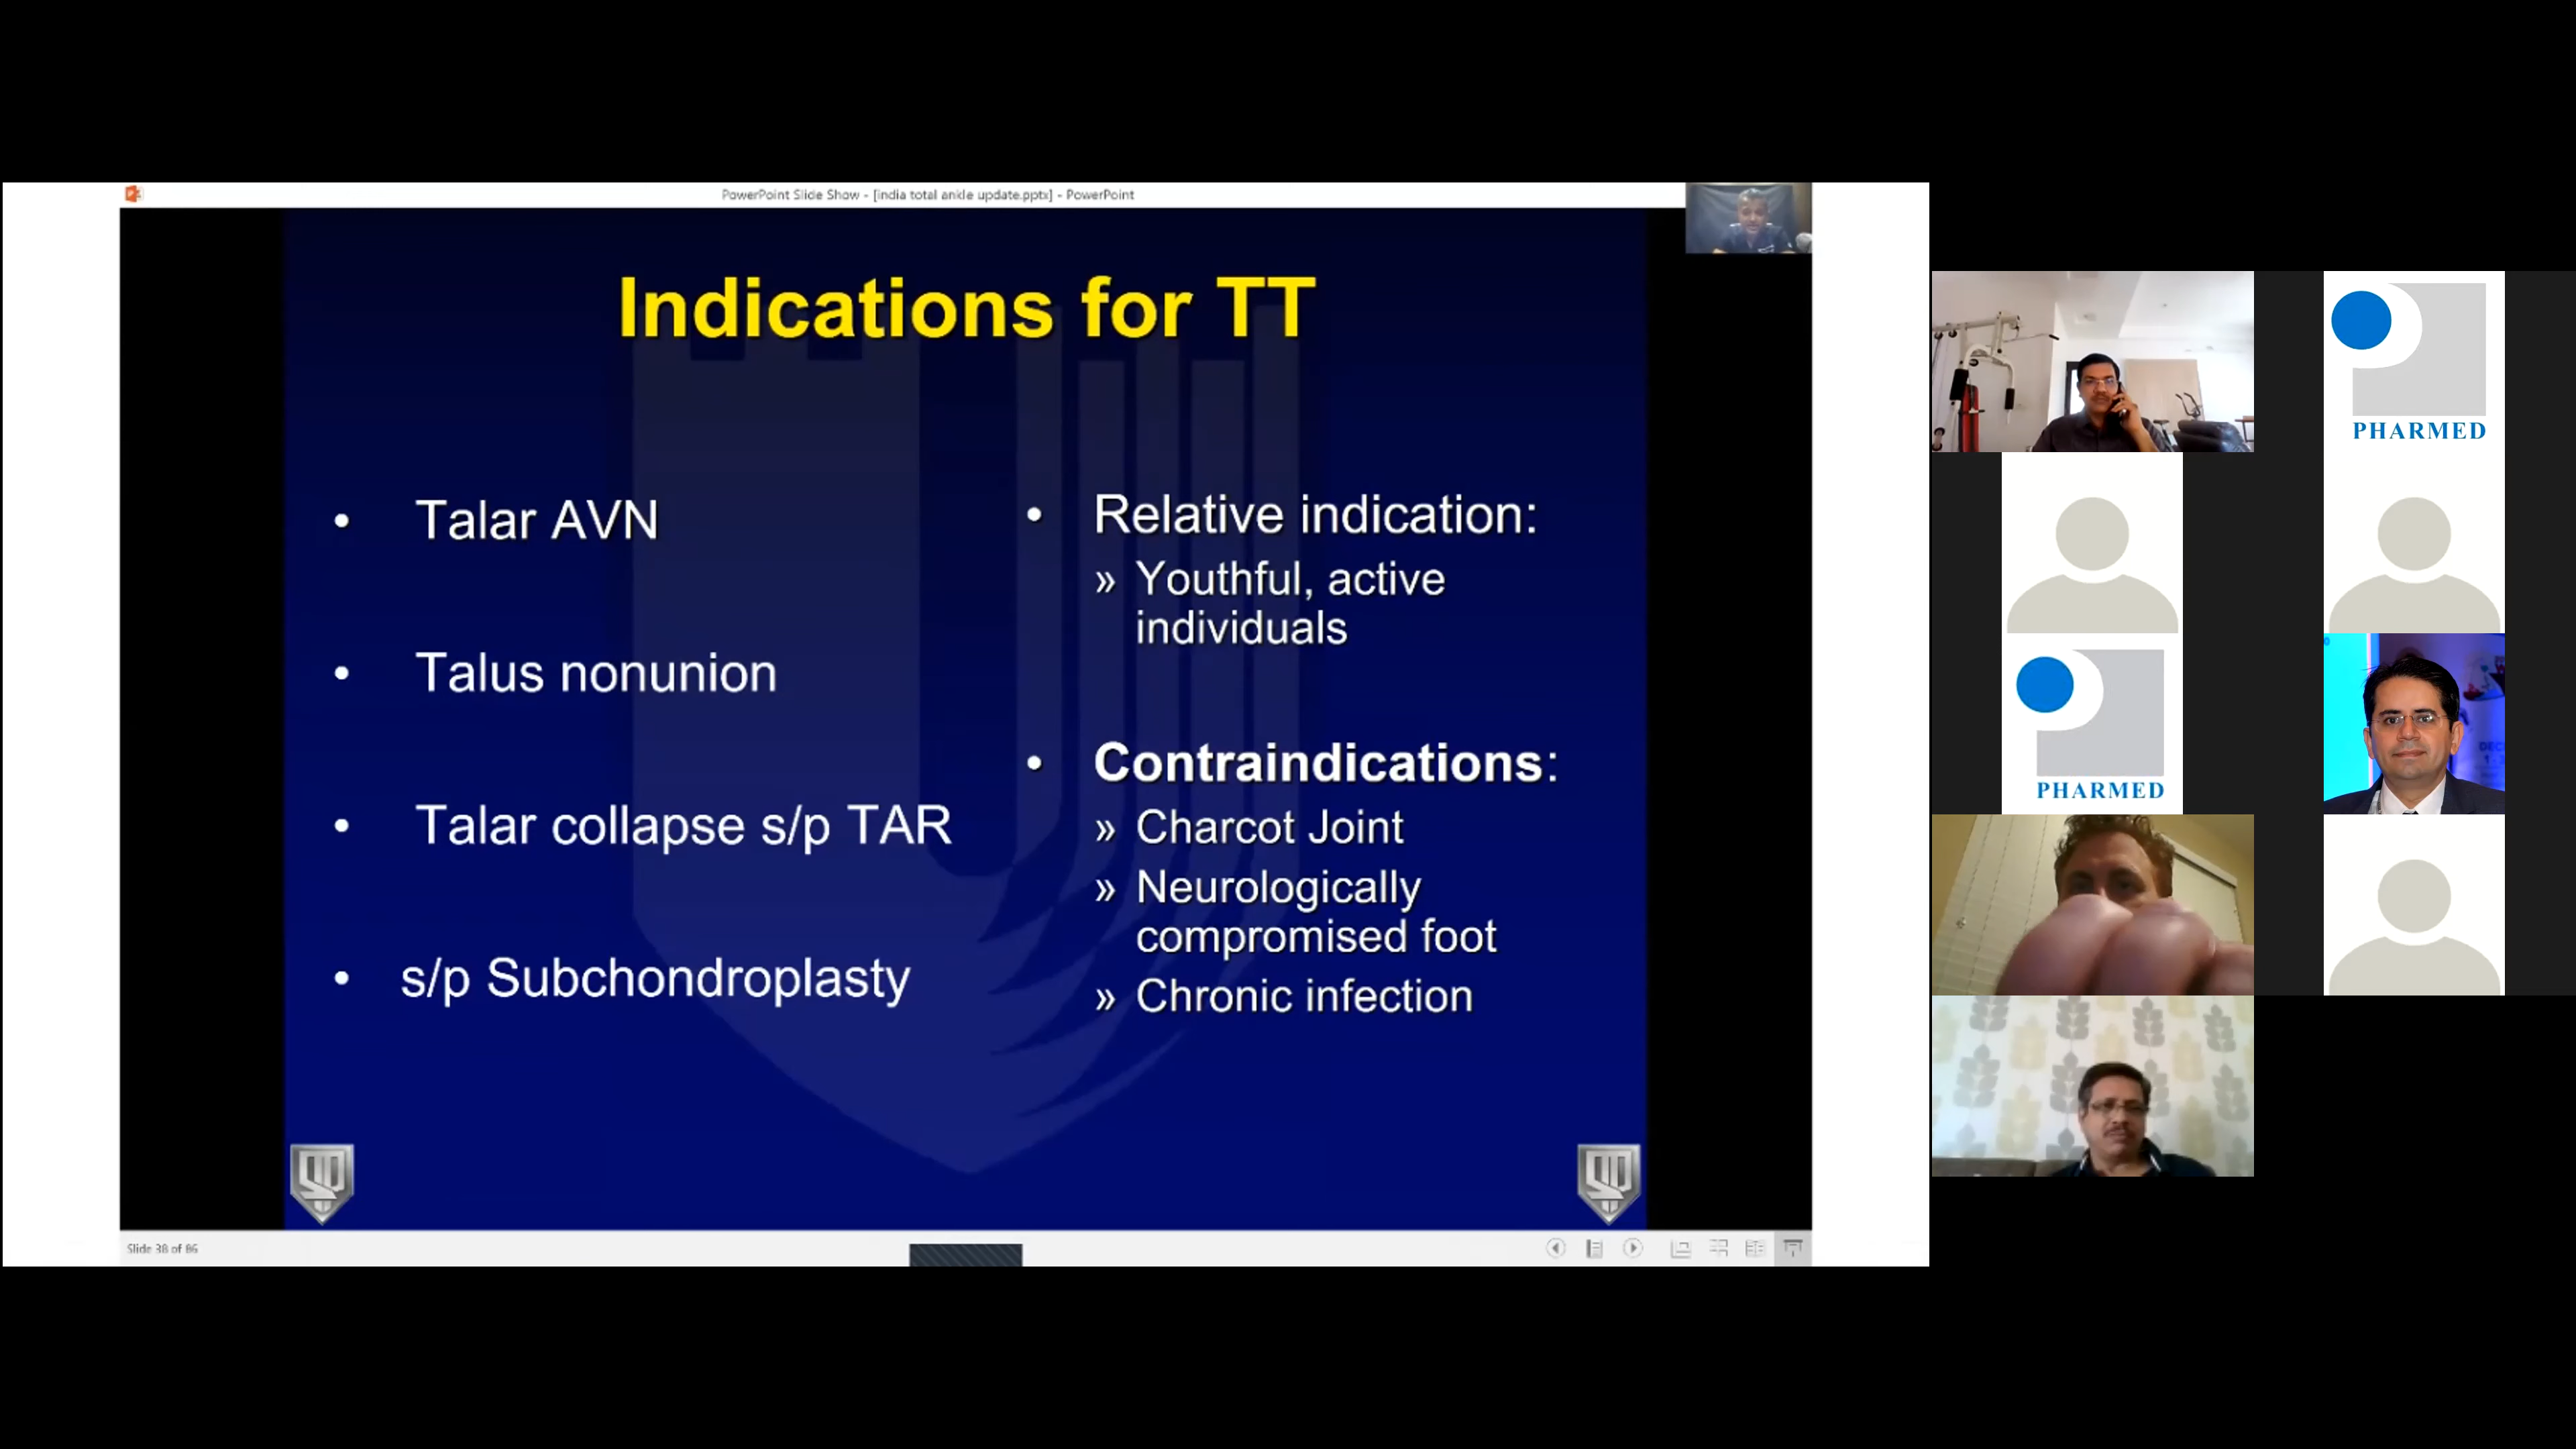 PowerPoint Slide Show - [india total ankle update.pptx] - PowerPoint
Indications for TT
• Talar AVN
• Talus nonunion
• Talar collapse s/p TAR
• s/p Subchondroplasty
• Relative indication:
» Youthful, active
individuals
• Contraindications:
» Charcot Joint
» Neurologically
compromised foot
» Chronic infection
Slide 38 of 86
PHARMED
PHARMED